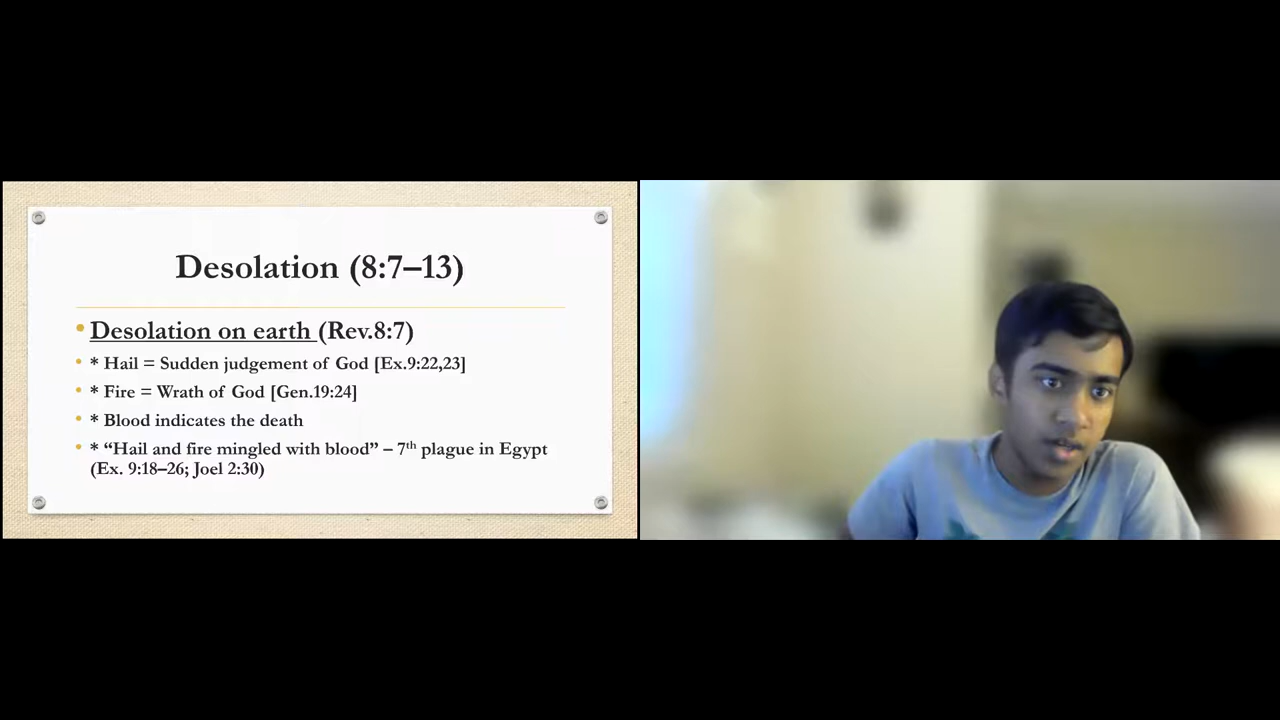 Desolation (8:7–13)
• Desolation on earth (Rev.8:7)
• * Hail = Sudden judgement of God [Ex.9:22,23]
• * Fire = Wrath of God [Gen.19:24]
• * Blood indicates the death
• * “Hail and fire mingled with blood” – 7th plague in Egypt
(Ex. 9:18–26; Joel 2:30)